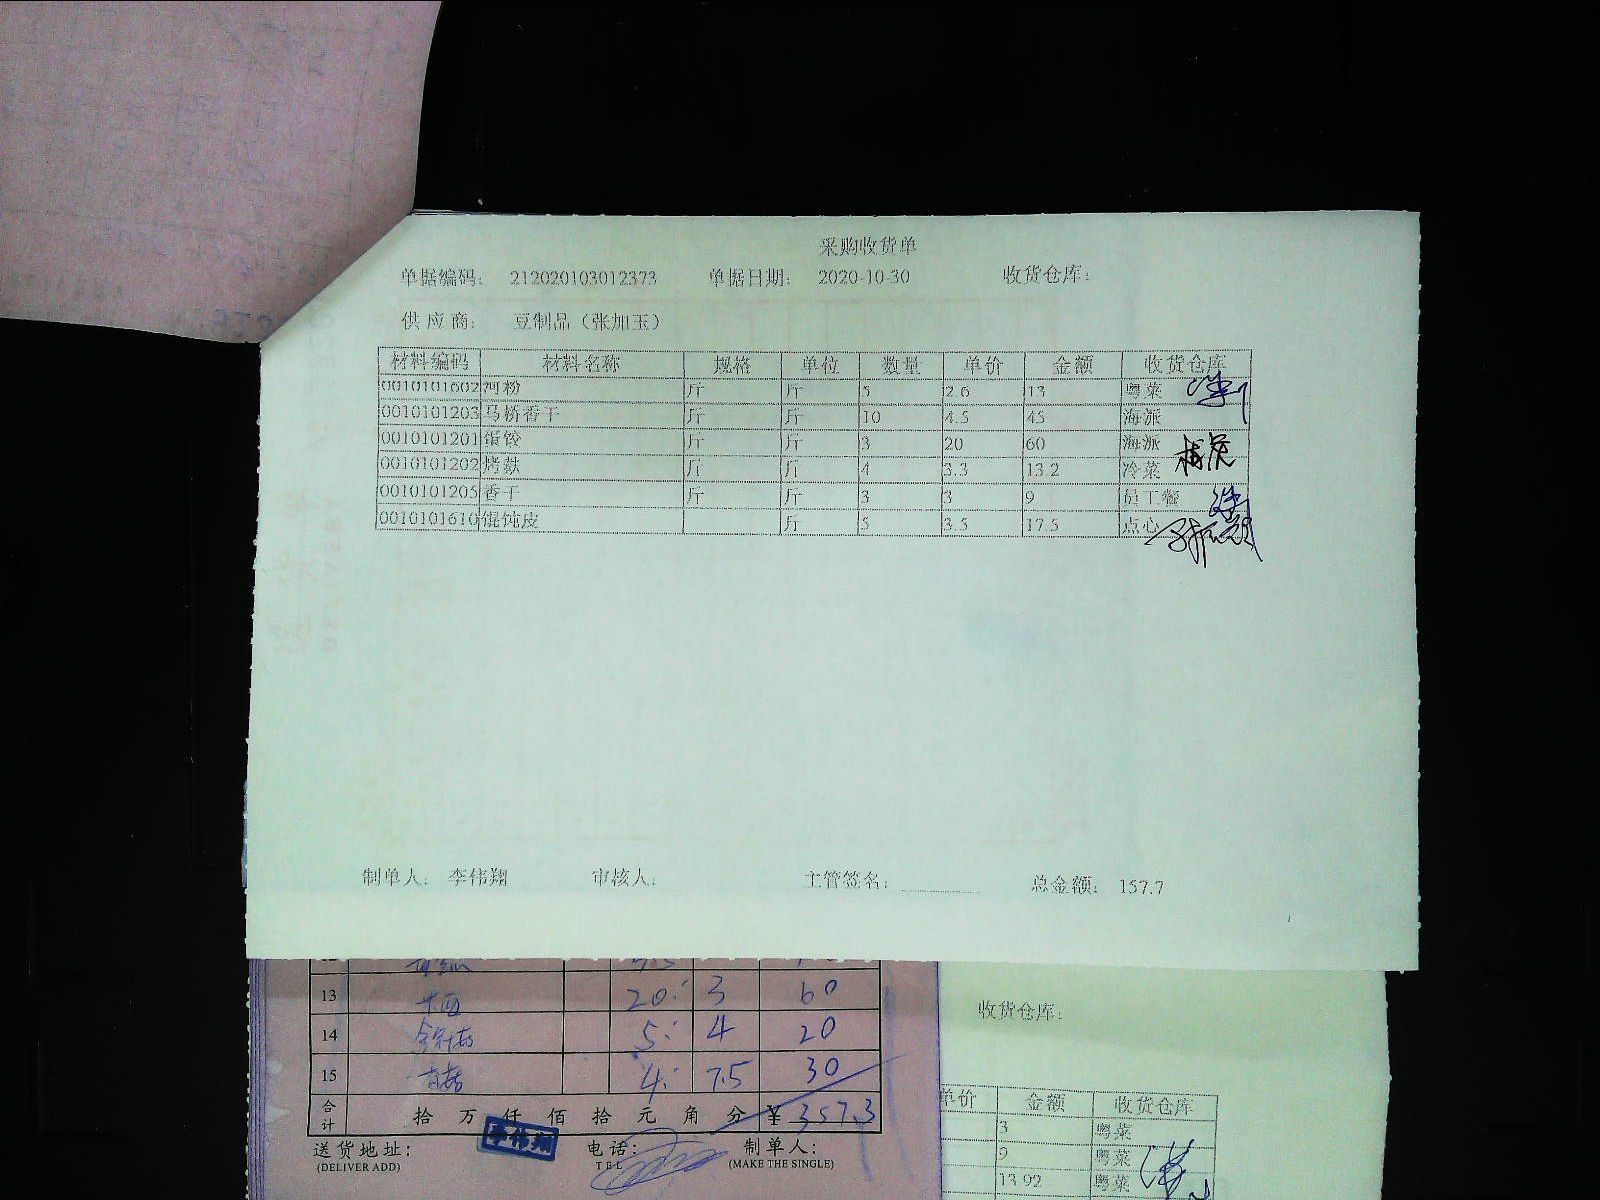 采购收货单
单据编码: 212020103012373 单据日期: 2020-10-30 收货仓库:
供应商: 豆制品（张加玉）
材料编码 材料名称 规格 单位 数量 单价 金额 收货仓库
0010101602 河粉 斤 斤 5 2.6 13 粤菜
0010101203 马桥香干 斤 斤 10 4.5 45 海派
0010101201 蛋饺 斤 斤 3 20 60 海派
0010101202 烤麸 斤 斤 4 3.3 13.2 冷菜
0010101205 香干 斤 斤 3 3 9 员工餐
0010101610 馄饨皮 斤 5 3.5 17.5 点心
制单人: 李伟翔 审核人: 主管签名: 总金额: 157.7
13 20 3 60
14 5 4 20
15 4 7.5 30
合计 拾 万 仟 佰 拾 元 角 分 ¥ 357.3
送货地址: 李伟翔 电话: 制单人:
(DELIVER ADD) TEL (MAKE THE SINGLE)
收货仓库:
单价 金额 收货仓库
3 粤菜
9 粤菜
13.92 粤菜